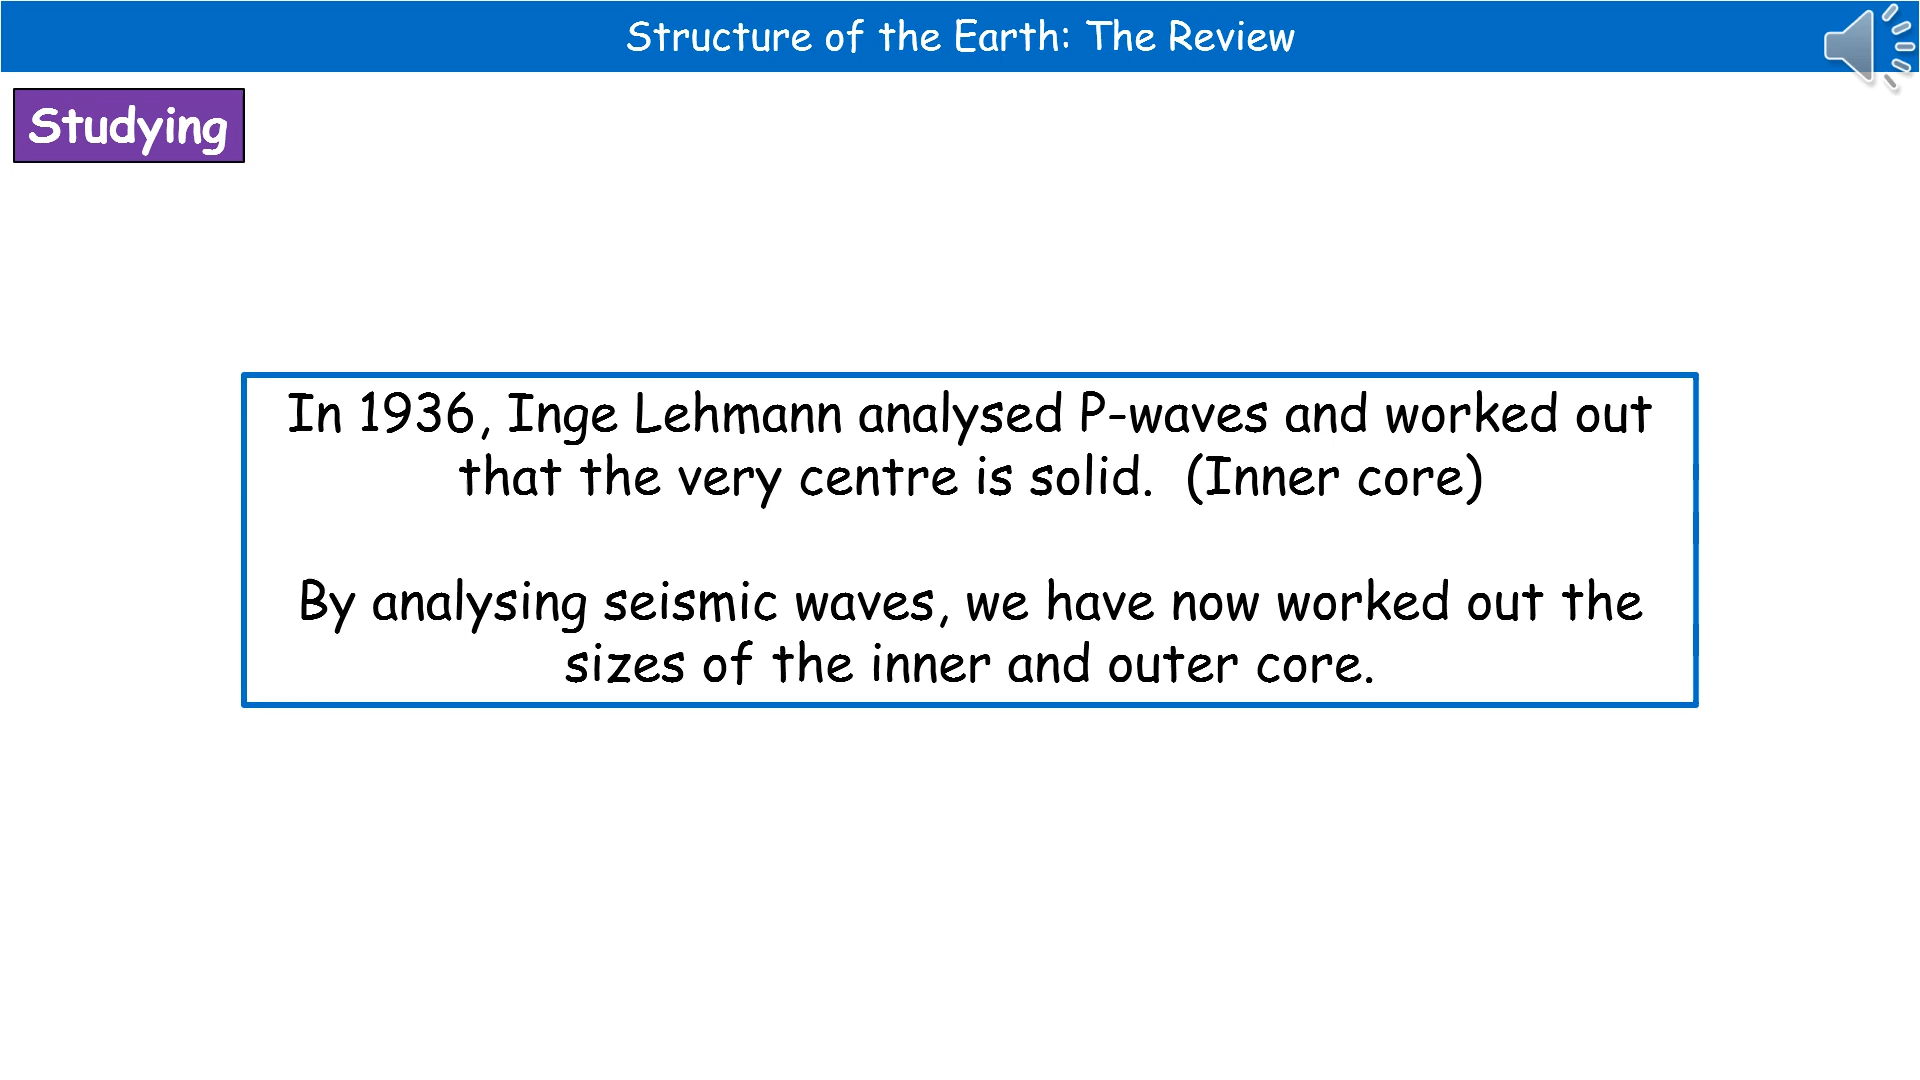 Structure of the Earth: The Review
Studying
In 1936, Inge Lehmann analysed P-waves and worked out
that the very centre is solid.  (Inner core)
By analysing seismic waves, we have now worked out the
sizes of the inner and outer core.